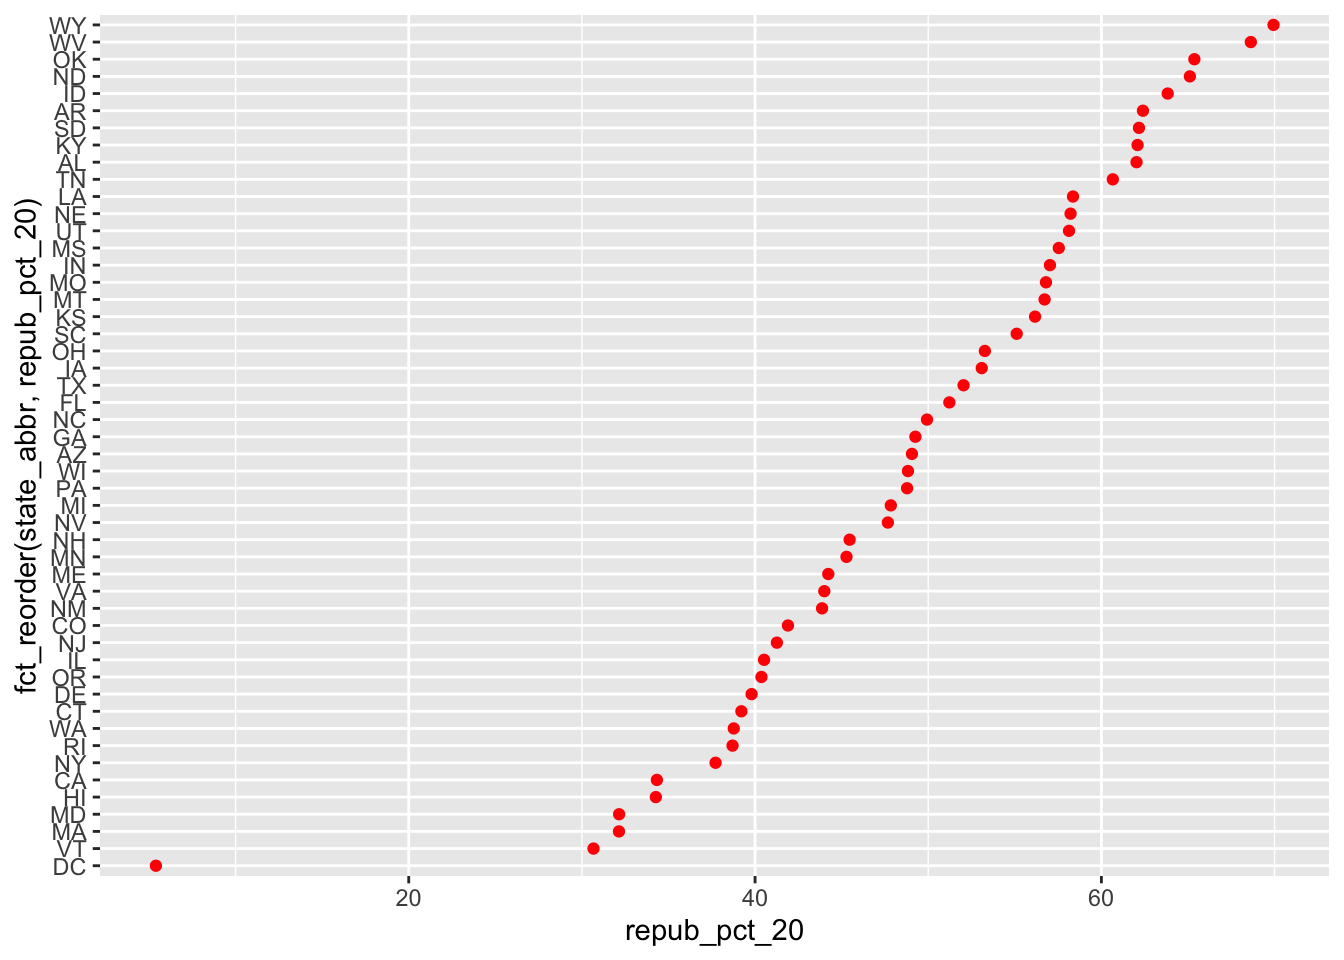 fct_reorder(state_abbr, repub_pct_20)
WY
WV
OK
ND
ID
AR
SD
KY
AL
TN
LA
NE
UT
MS
IN
MO
MT
KS
SC
OH
IA
TX
FL
NC
GA
AZ
WI
PA
MI
NV
NH
MN
ME
VA
NM
CO
NJ
IL
OR
DE
CT
WA
RI
NY
CA
HI
MD
MA
VT
DC
20 40 60
repub_pct_20